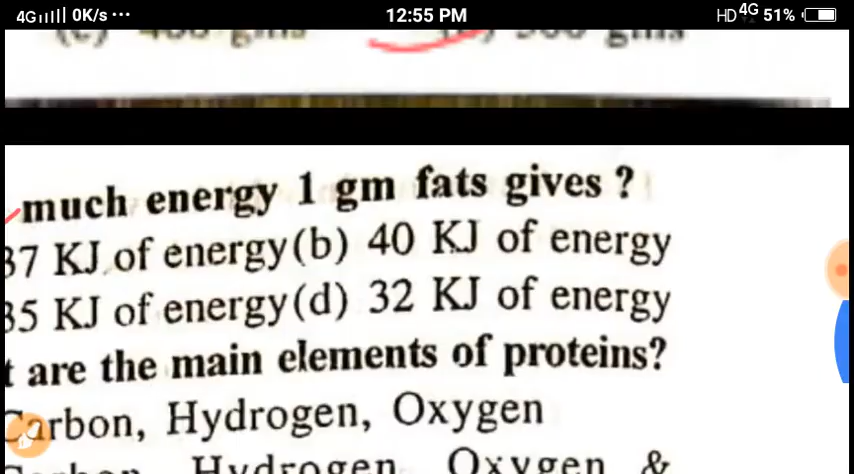 4G 0K/s ... 12:55 PM HD 4G 51%
much energy 1 gm fats gives ?
37 KJ of energy(b) 40 KJ of energy
35 KJ of energy(d) 32 KJ of energy
are the main elements of proteins?
Carbon, Hydrogen, Oxygen
Hydrogen, Oxygen &